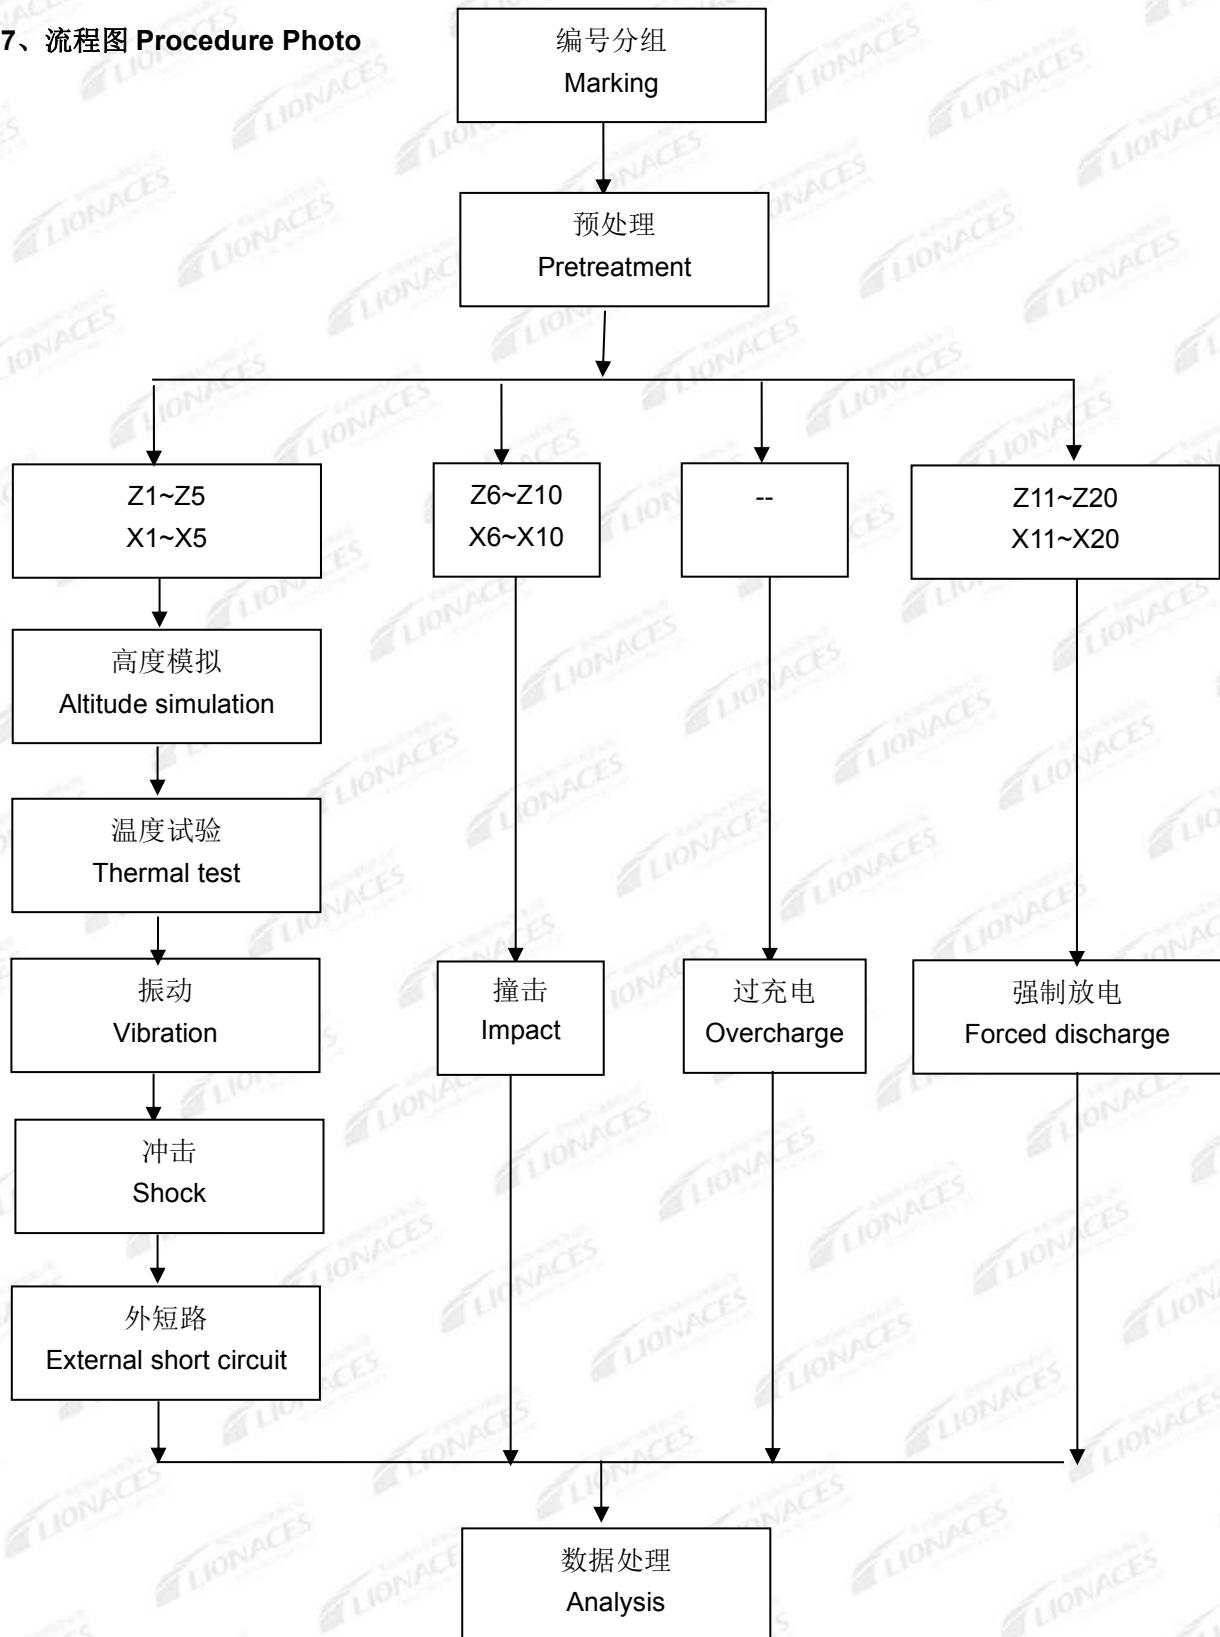 7、流程图 Procedure Photo
编号分组
Marking
预处理
Pretreatment
Z1~Z5
X1~X5
Z6~Z10
X6~X10
--
Z11~Z20
X11~X20
高度模拟
Altitude simulation
温度试验
Thermal test
振动
Vibration
撞击
Impact
过充电
Overcharge
强制放电
Forced discharge
冲击
Shock
外短路
External short circuit
数据处理
Analysis
LIONACES